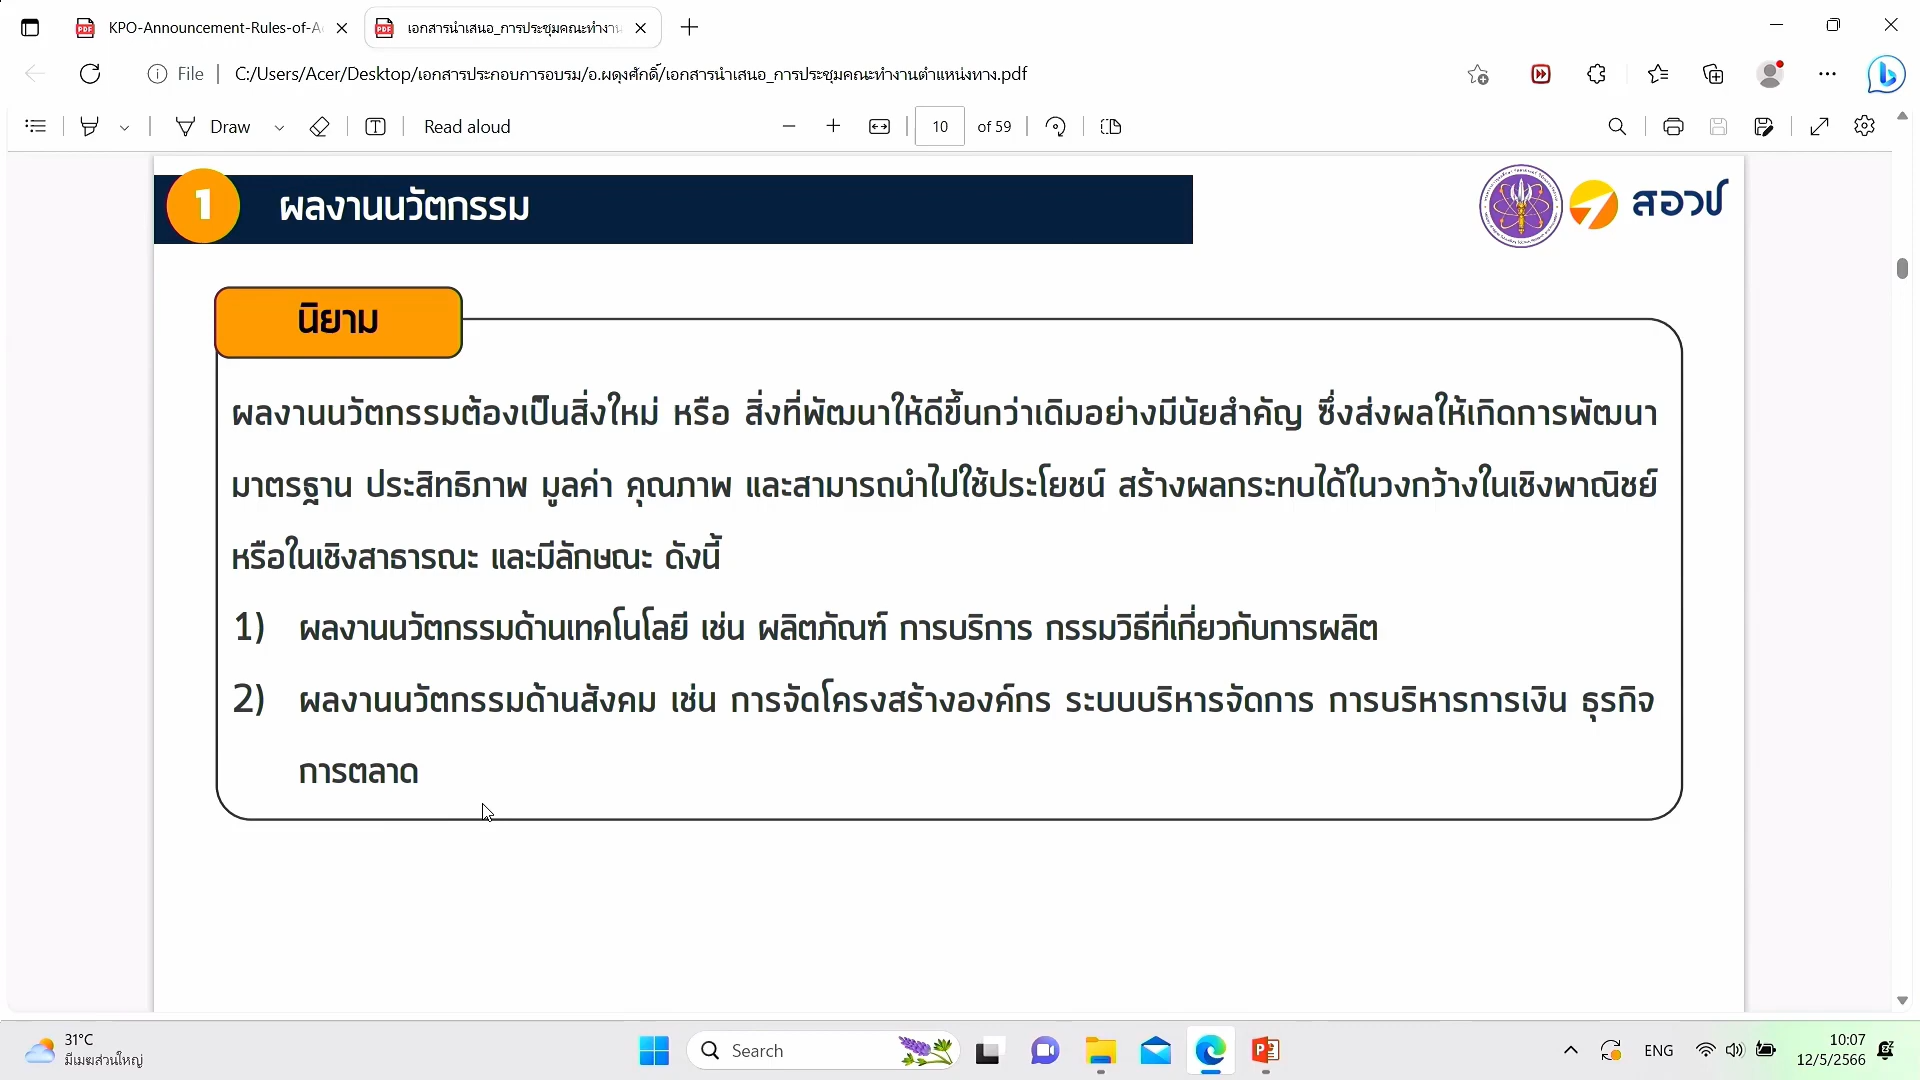 KPO-Announcement-Rules-of-A
เอกสารนำเสนอ_การประชุมคณะทำงาน
File
C:/Users/Acer/Desktop/เอกสารประกอบการอบรม/อ.ผดุงศักดิ์/เอกสารนำเสนอ_การประชุมคณะทำงานตำแหน่งทาง.pdf
Draw
Read aloud
10 of 59
1 ผลงานนวัตกรรม
สอวช
นิยาม
ผลงานนวัตกรรมต้องเป็นสิ่งใหม่ หรือ สิ่งที่พัฒนาให้ดีขึ้นกว่าเดิมอย่างมีนัยสำคัญ ซึ่งส่งผลให้เกิดการพัฒนา
มาตรฐาน ประสิทธิภาพ มูลค่า คุณภาพ และสามารถนำไปใช้ประโยชน์ สร้างผลกระทบได้ในวงกว้างในเชิงพาณิชย์
หรือในเชิงสาธารณะ และมีลักษณะ ดังนี้
1) ผลงานนวัตกรรมด้านเทคโนโลยี เช่น ผลิตภัณฑ์ การบริการ กรรมวิธีที่เกี่ยวกับการผลิต
2) ผลงานนวัตกรรมด้านสังคม เช่น การจัดโครงสร้างองค์กร ระบบบริหารจัดการ การบริหารการเงิน ธุรกิจ
การตลาด
31°C
มีเมฆส่วนใหญ่
Search
ENG
10:07
12/5/2566